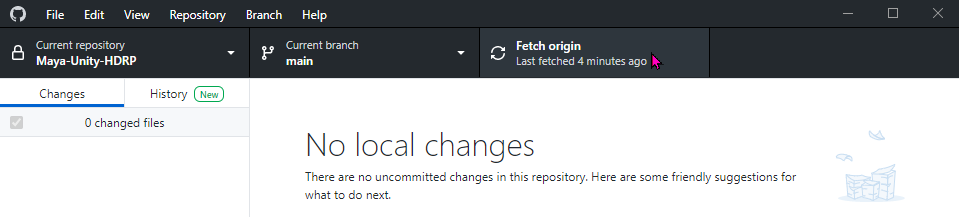 File Edit View Repository Branch Help
Current repository
Maya-Unity-HDRP
Current branch
main
Fetch origin
Last fetched 4 minutes ago
Changes
History New
0 changed files
No local changes
There are no uncommitted changes in this repository. Here are some friendly suggestions for
what to do next.